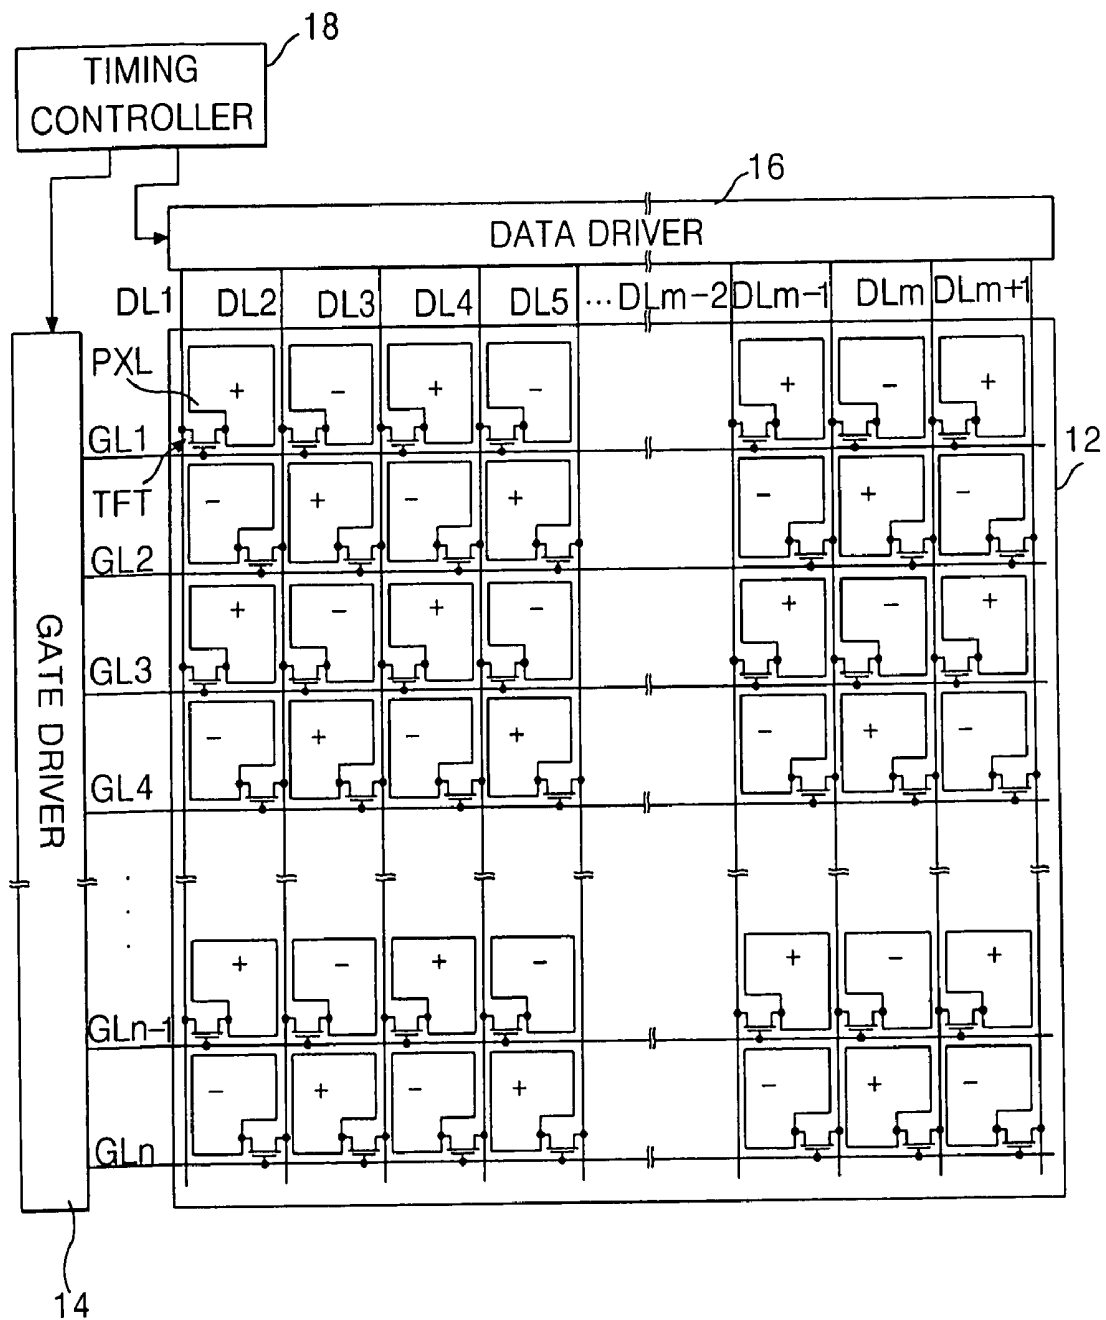 18
TIMING
CONTROLLER
16
DATA DRIVER
DL1 DL2 DL3 DL4 DL5 ...DLm-2 DLm-1 DLm DLm+1
PXL
+ - + - + - +
GL1
12
TFT
- + - + - + -
GL2
+ - + - + - +
GL3
GATE DRIVER
- + - + - + -
GL4
+ - + - + - +
GLn-1
- + - + - + -
GLn
14